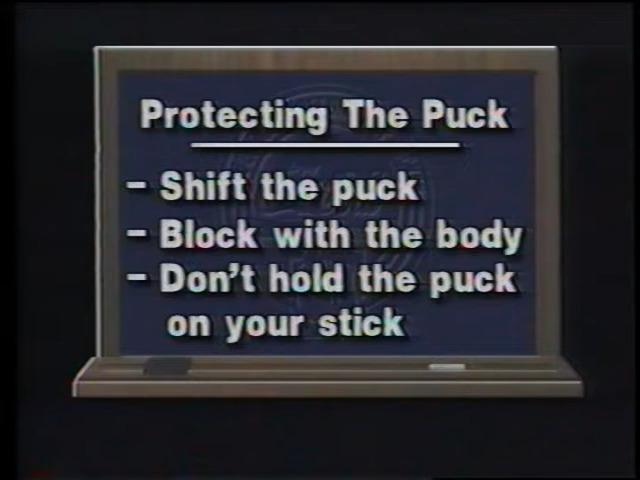 Protecting The Puck
- Shift the puck
- Block with the body
- Don't hold the puck
on your stick